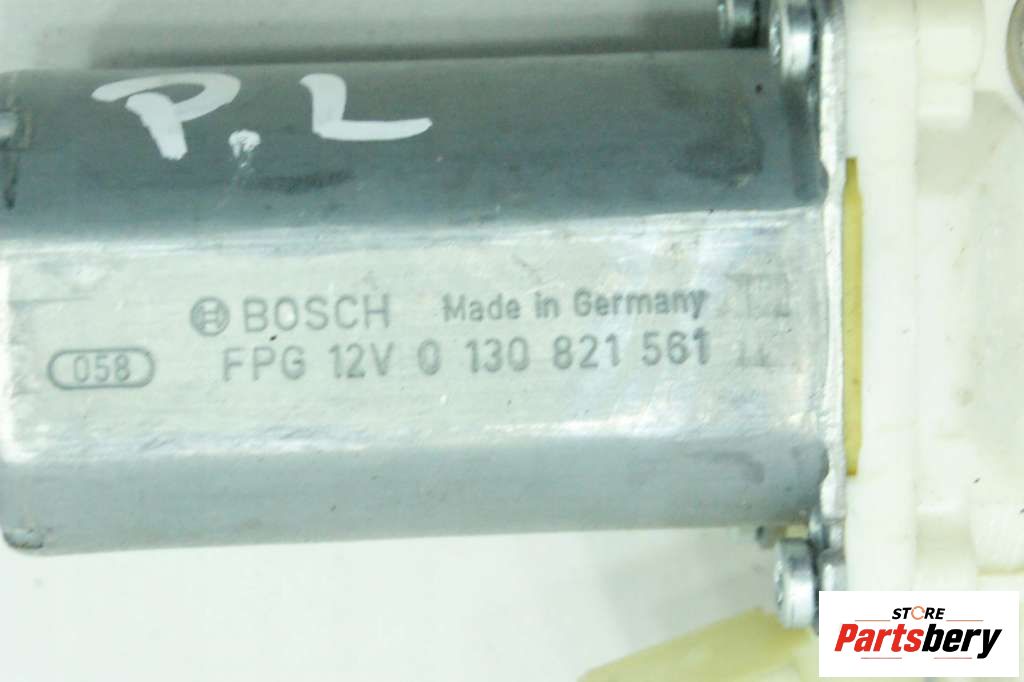 P.L
BOSCH Made in Germany
058 FPG 12V 0 130 821 561
STORE
Partsbery